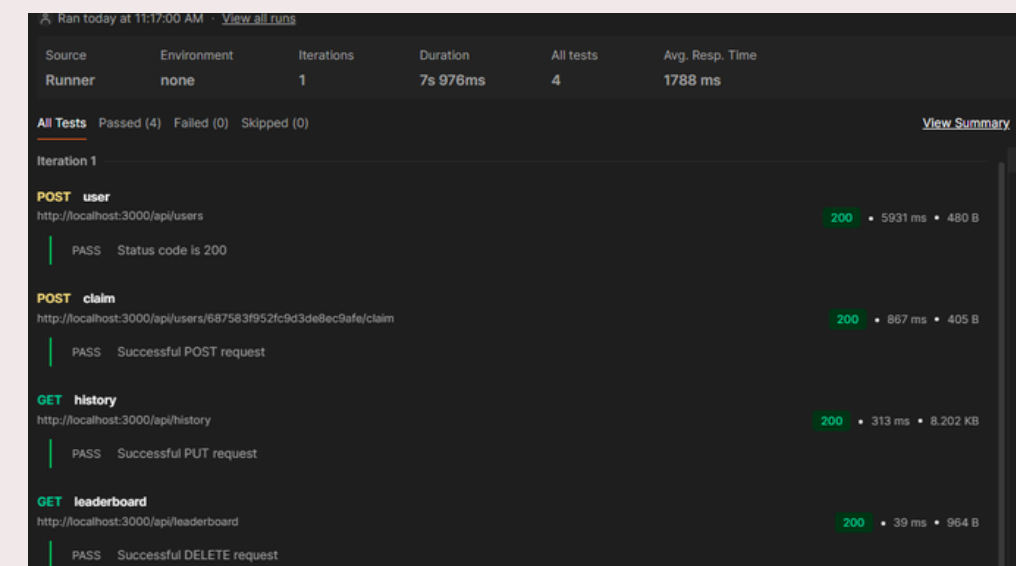 Ran today at 11:17:00 AM · View all runs
Source Environment Iterations Duration All tests Avg. Resp. Time
Runner none 1 7s 976ms 4 1788 ms
All Tests Passed (4) Failed (0) Skipped (0) View Summary
Iteration 1
POST user
http://localhost:3000/api/users 200 • 5931 ms • 480 B
PASS Status code is 200
POST claim
http://localhost:3000/api/users/687583f952fc9d3de8ec9afe/claim 200 • 867 ms • 405 B
PASS Successful POST request
GET history
http://localhost:3000/api/history 200 • 313 ms • 8.202 KB
PASS Successful PUT request
GET leaderboard
http://localhost:3000/api/leaderboard 200 • 39 ms • 964 B
PASS Successful DELETE request